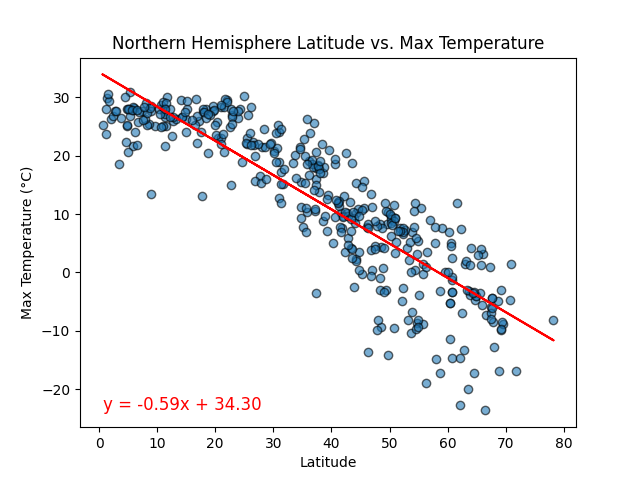 Northern Hemisphere Latitude vs. Max Temperature
30
20
10
0
−10
−20
Max Temperature (°C)
y = -0.59x + 34.30
0 10 20 30 40 50 60 70 80
Latitude